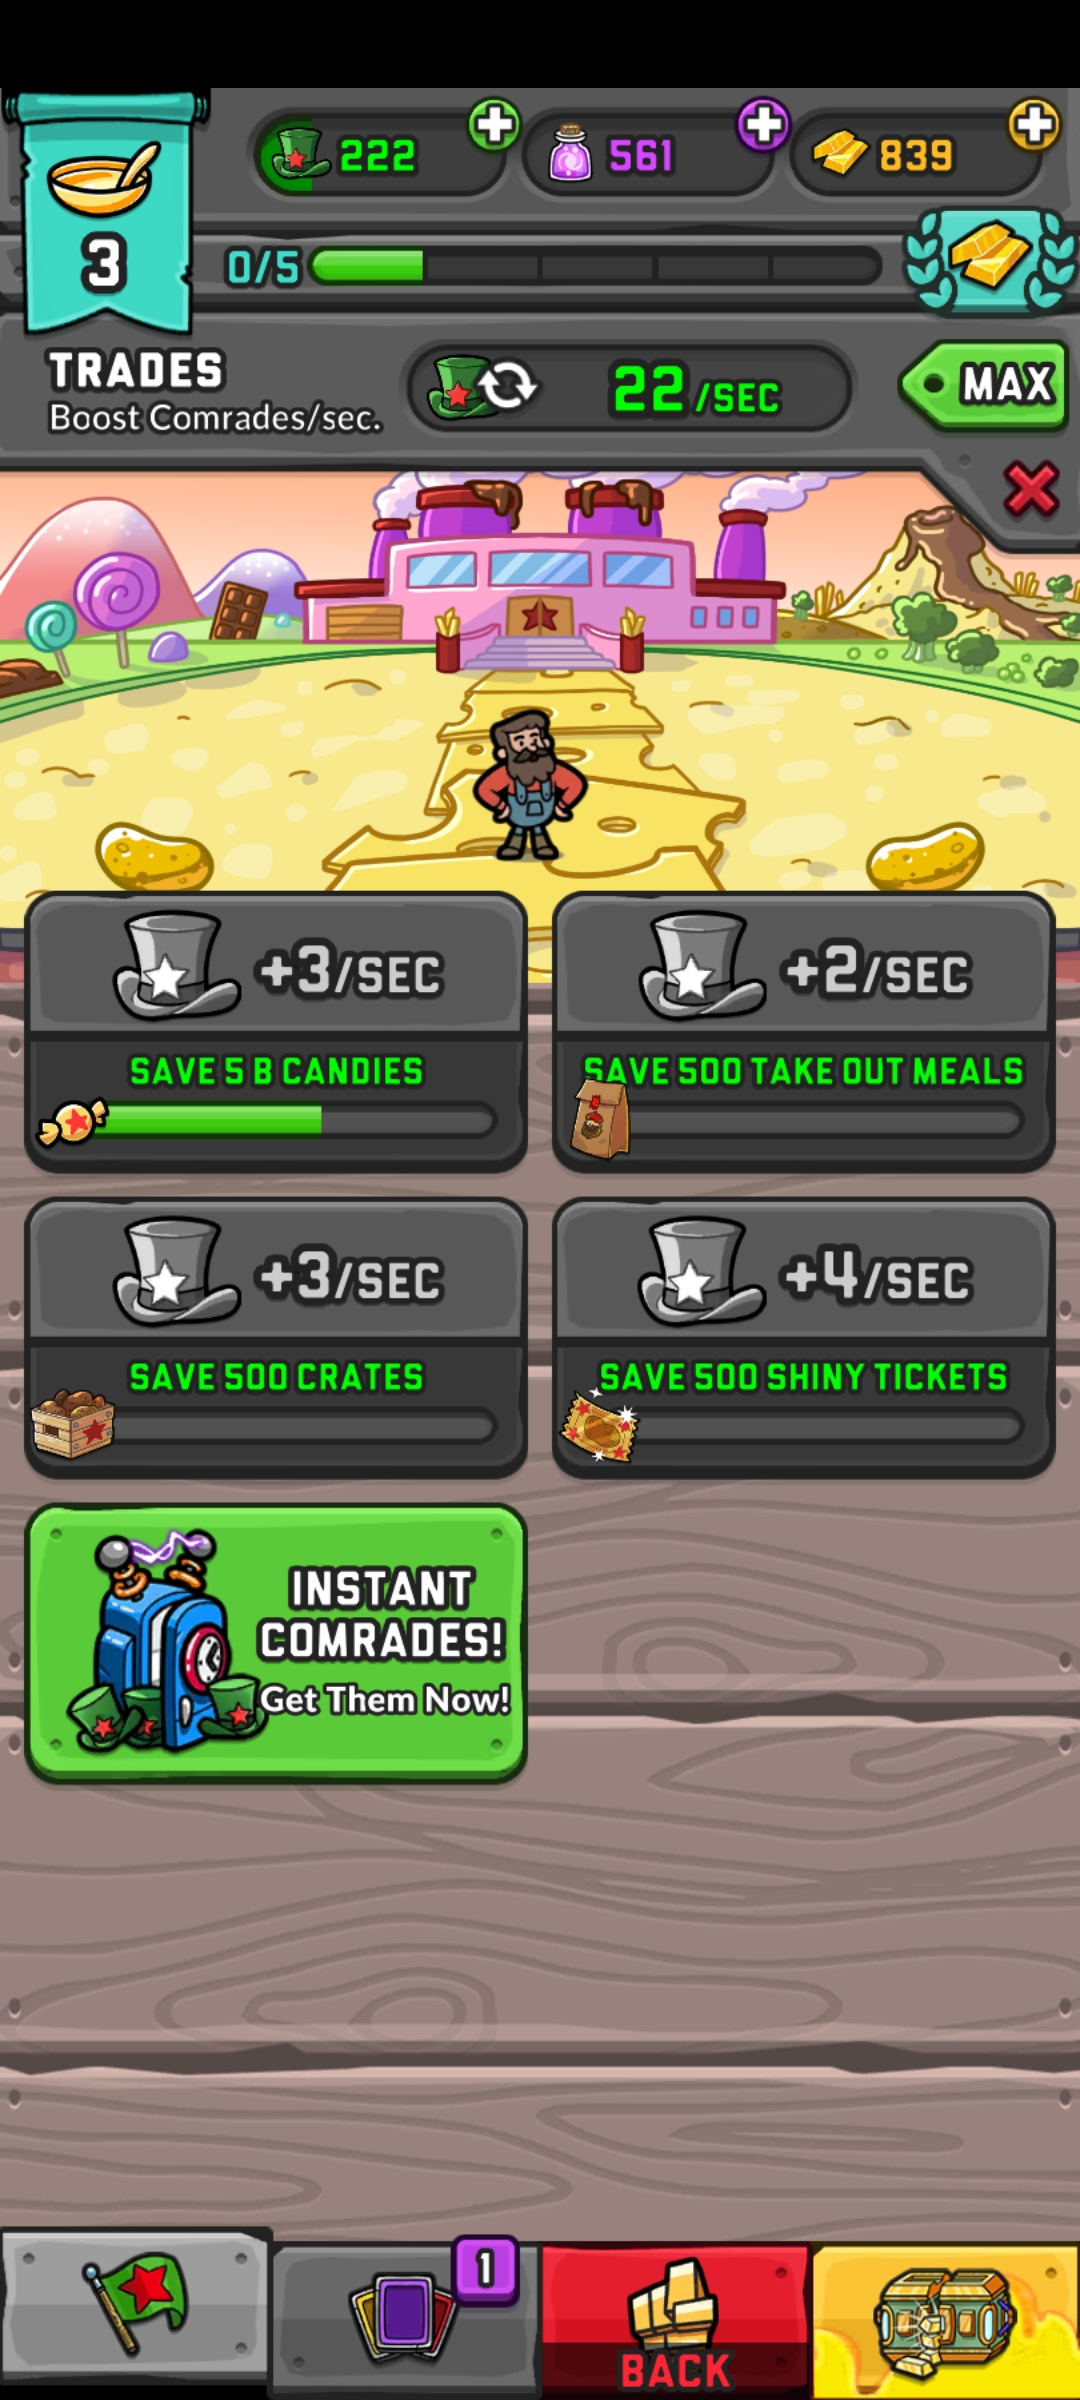 222
561
839
3
0/5
TRADES
Boost Comrades/sec.
22/SEC
MAX
+3/SEC
+2/SEC
SAVE 5 B CANDIES
SAVE 500 TAKE OUT MEALS
+3/SEC
+4/SEC
SAVE 500 CRATES
SAVE 500 SHINY TICKETS
INSTANT
COMRADES!
Get Them Now!
1
BACK